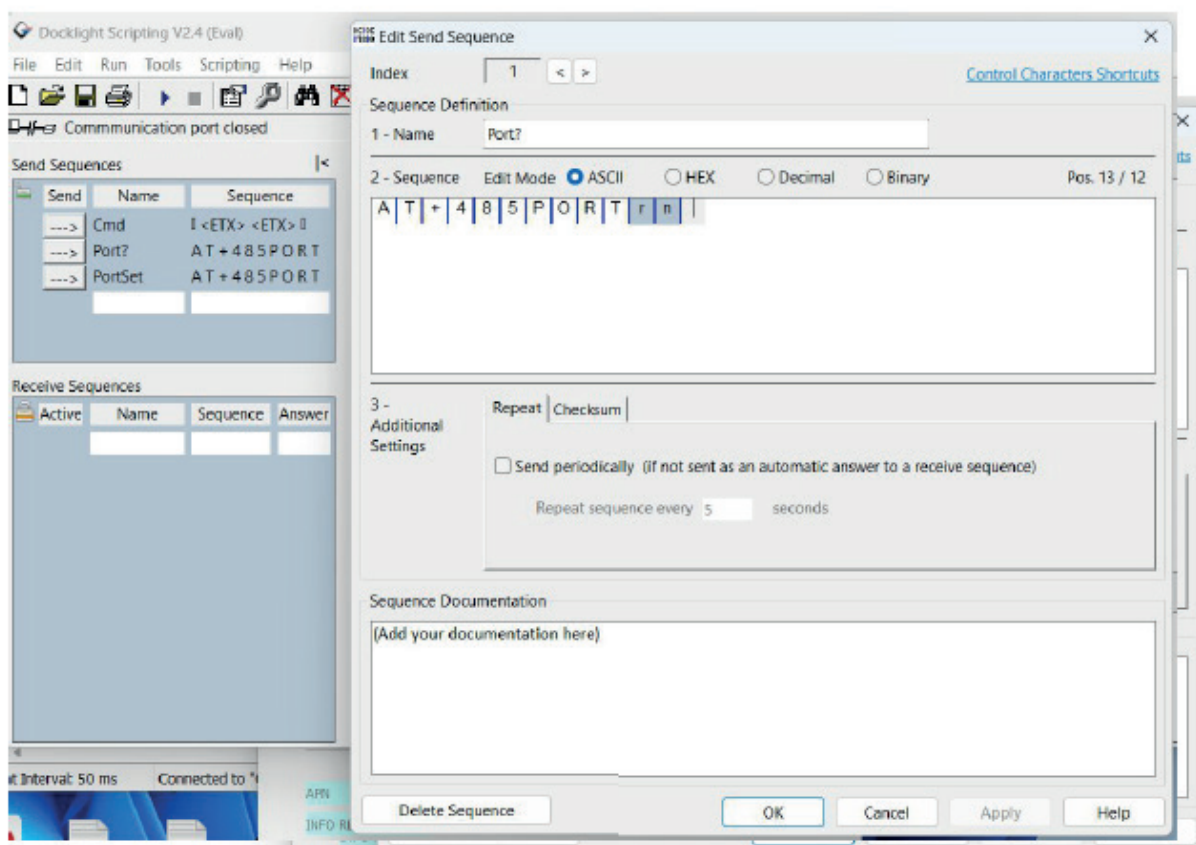 Docklight Scripting V2.4 (Eval)
File Edit Run Tools Scripting Help
Commmunication port closed
Send Sequences
Send Name Sequence
---> Cmd <ETX> <ETX>
---> Port? AT+485PORT
---> PortSet AT+485PORT
Receive Sequences
Active Name Sequence Answer
t Interval: 50 ms Connected to "
APN
INFO RE
Edit Send Sequence
Index 1 < >
Control Characters Shortcuts
Sequence Definition
1 - Name Port?
2 - Sequence Edit Mode ASCII HEX Decimal Binary Pos. 13 / 12
A T + 4 8 5 P O R T r n
3 -
Additional
Settings
Repeat Checksum
Send periodically (if not sent as an automatic answer to a receive sequence)
Repeat sequence every 5 seconds
Sequence Documentation
(Add your documentation here)
Delete Sequence OK Cancel Apply Help